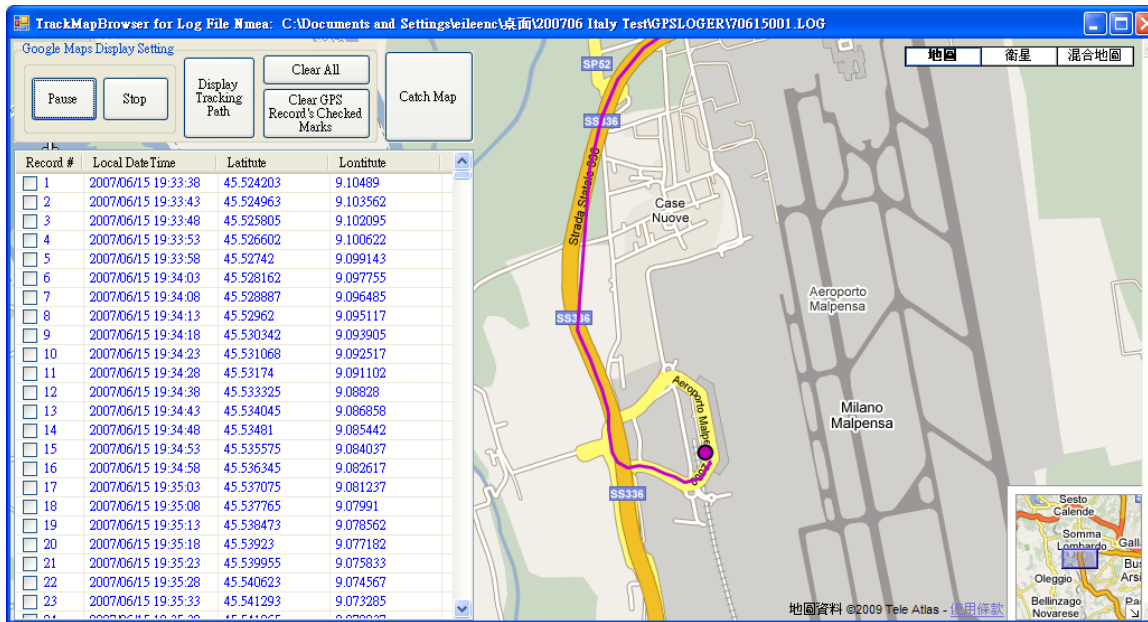 TrackMapBrowser for Log File Nmea:  C:\Documents and Settings\eileenc\桌面\200706 Italy Test\GPSLOGER\70615001.LOG
Google Maps Display Setting
Pause
Stop
Display
Tracking
Path
Clear All
Clear GPS
Record's Checked
Marks
Catch Map
Record # Local DateTime Latitute Lontitute
1 2007/06/15 19:33:38 45.524203 9.10489
2 2007/06/15 19:33:43 45.524963 9.103562
3 2007/06/15 19:33:48 45.525805 9.102095
4 2007/06/15 19:33:53 45.526602 9.100622
5 2007/06/15 19:33:58 45.52742 9.099143
6 2007/06/15 19:34:03 45.528162 9.097755
7 2007/06/15 19:34:08 45.528887 9.096485
8 2007/06/15 19:34:13 45.52962 9.095117
9 2007/06/15 19:34:18 45.530342 9.093905
10 2007/06/15 19:34:23 45.531068 9.092517
11 2007/06/15 19:34:28 45.53174 9.091102
12 2007/06/15 19:34:38 45.533325 9.08828
13 2007/06/15 19:34:43 45.534045 9.086858
14 2007/06/15 19:34:48 45.53481 9.085442
15 2007/06/15 19:34:53 45.535575 9.084037
16 2007/06/15 19:34:58 45.536345 9.082617
17 2007/06/15 19:35:03 45.537075 9.081237
18 2007/06/15 19:35:08 45.537765 9.07991
19 2007/06/15 19:35:13 45.538473 9.078562
20 2007/06/15 19:35:18 45.53923 9.077182
21 2007/06/15 19:35:23 45.539955 9.075833
22 2007/06/15 19:35:28 45.540623 9.074567
23 2007/06/15 19:35:33 45.541293 9.073285
地圖 衛星 混合地圖
SP52
SS336
Strada Statale
Case
Nuove
Aeroporto
Malpensa
SS336
Aeroporto Malpe
2000
Milano
Malpensa
SS336
Sesto
Calende
Somma
Lombardo
Gall
Bu
Arsi
Oleggio
Bellinzago
Novarese
Pa
地圖資料 ©2009 Tele Atlas - 使用條款